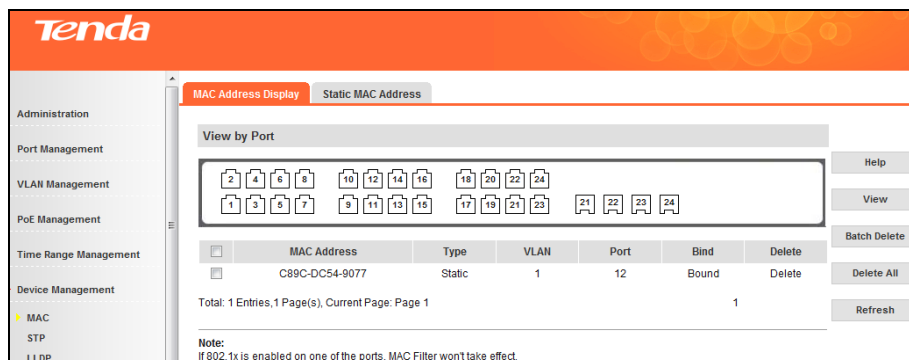 Tenda
MAC Address Display Static MAC Address
Administration
Port Management
VLAN Management
PoE Management
Time Range Management
Device Management
MAC
STP
LLDP
View by Port
2 4 6 8 10 12 14 16 18 20 22 24
1 3 5 7 9 11 13 15 17 19 21 23 21 22 23 24
MAC Address Type VLAN Port Bind Delete
C89C-DC54-9077 Static 1 12 Bound Delete
Total: 1 Entries,1 Page(s), Current Page: Page 1 1
Note:
If 802.1x is enabled on one of the ports, MAC Filter won't take effect.
Help
View
Batch Delete
Delete All
Refresh